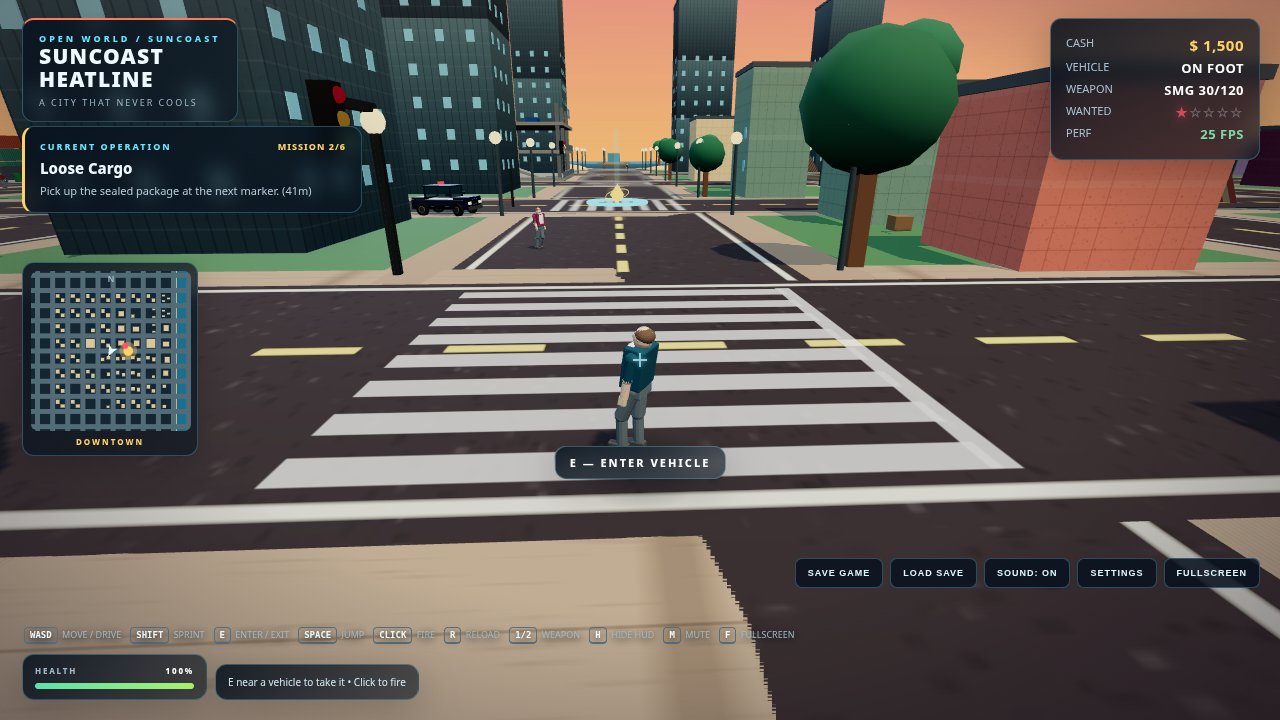 OPEN WORLD / SUNCOAST
SUNCOAST
HEATLINE
A CITY THAT NEVER COOLS
CURRENT OPERATION MISSION 2/6
Loose Cargo
Pick up the sealed package at the next marker. (41m)
CASH $ 1,500
VEHICLE ON FOOT
WEAPON SMG 30/120
WANTED ★☆☆☆☆
PERF 25 FPS
N
DOWNTOWN
E — ENTER VEHICLE
SAVE GAME LOAD SAVE SOUND: ON SETTINGS FULLSCREEN
WASD MOVE / DRIVE SHIFT SPRINT E ENTER / EXIT SPACE JUMP CLICK FIRE R RELOAD 1/2 WEAPON H HIDE HUD M MUTE F FULLSCREEN
HEALTH 100%
E near a vehicle to take it • Click to fire